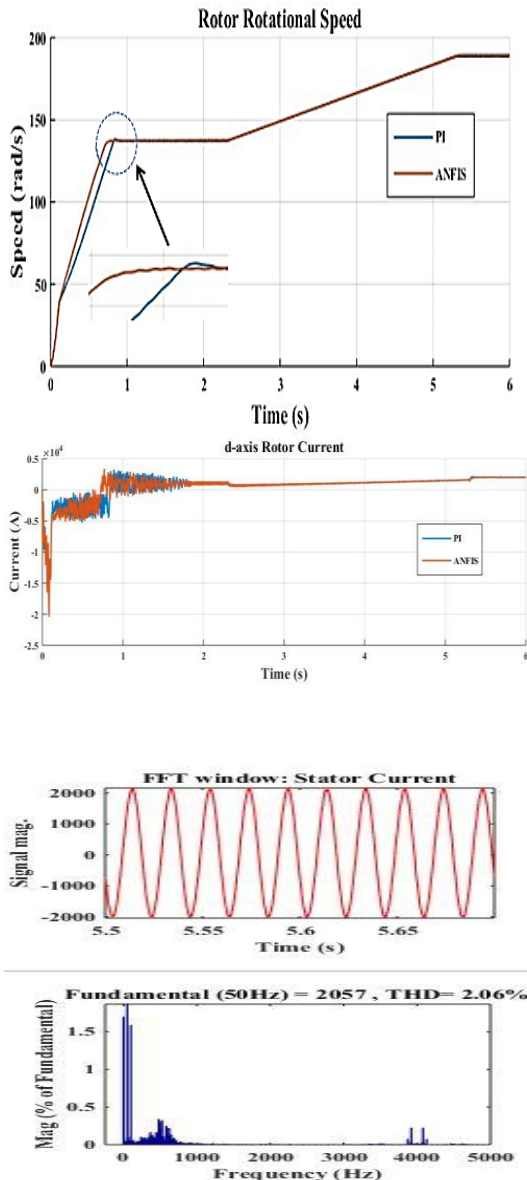 Rotor Rotational Speed
200
150
100
50
0
Speed (rad/s)
PI
ANFIS
0 1 2 3 4 5 6
Time (s)
d-axis Rotor Current
×10^4
0.5
0
-0.5
-1
-1.5
-2
-2.5
Current (A)
PI
ANFIS
0 1 2 3 4 5 6
Time (s)
FFT window: Stator Current
2000
1000
0
-1000
-2000
Signal mag.
5.5 5.55 5.6 5.65
Time (s)
Fundamental (50Hz) = 2057 , THD= 2.06%
1.5
1
0.5
0
Mag (% of Fundamental)
0 1000 2000 3000 4000 5000
Frequency (Hz)